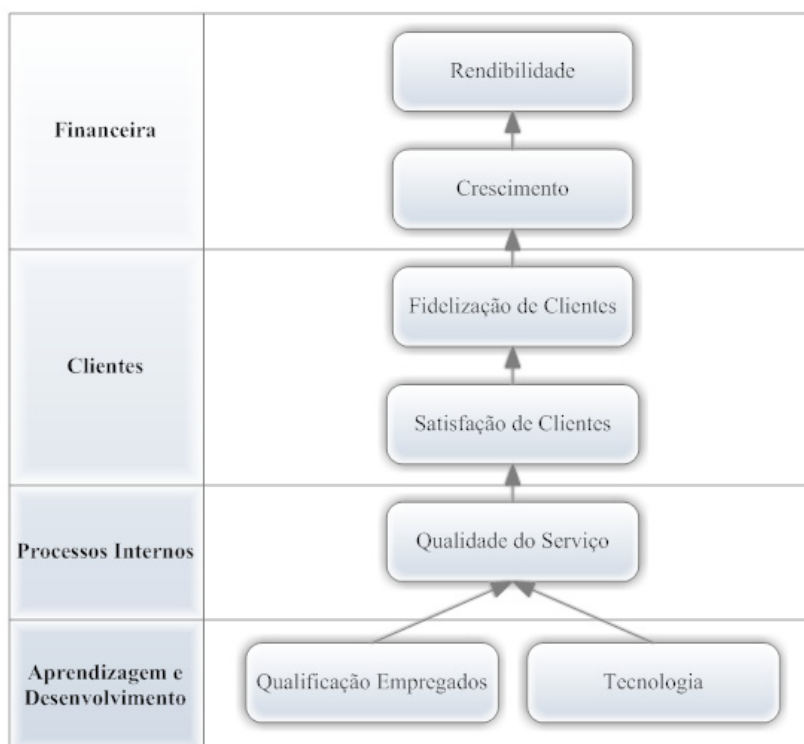 Rendibilidade
Financeira
Crescimento
Fidelização de Clientes
Clientes
Satisfação de Clientes
Processos Internos
Qualidade do Serviço
Aprendizagem e
Desenvolvimento
Qualificação Empregados
Tecnologia